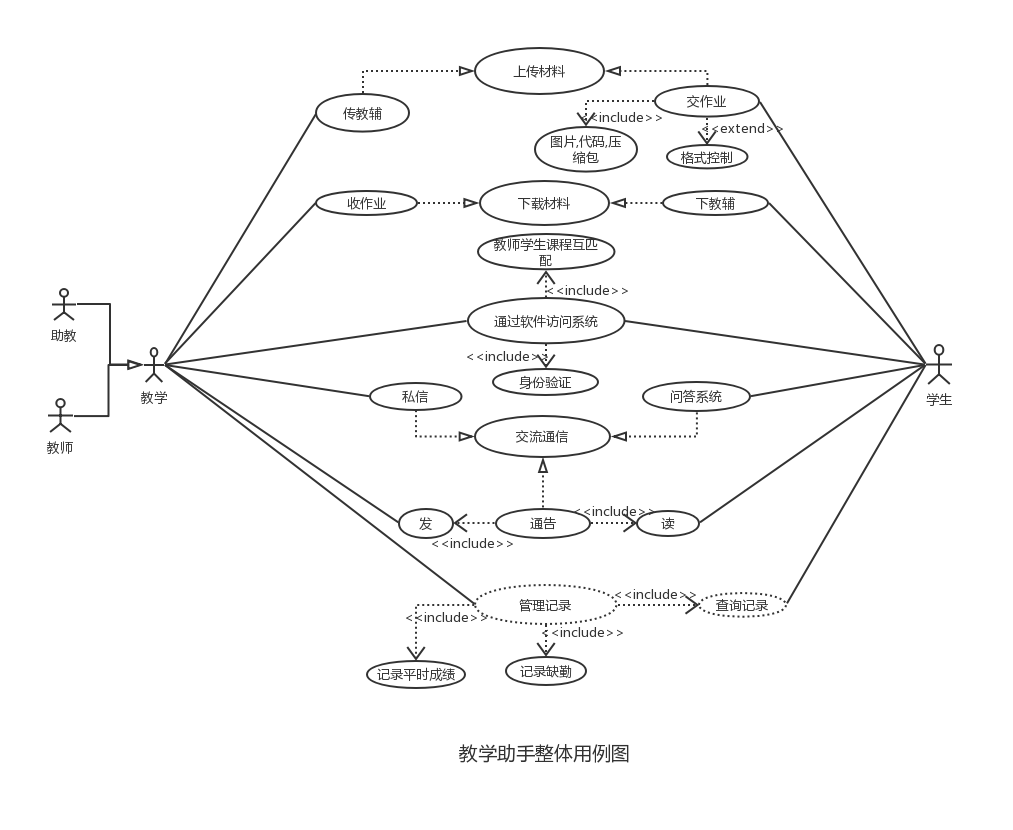 上传材料
交作业
传教辅
<<include>>
<<extend>>
图片,代码,压
缩包
格式控制
收作业
下载材料
下教辅
教师学生课程互匹
配
<<include>>
通过软件访问系统
助教
<<include>>
身份验证
教学
私信
问答系统
学生
交流通信
教师
<<include>>
发
通告
读
<<include>>
<<include>>
管理记录
查询记录
<<include>>
<<include>>
记录平时成绩
记录缺勤
教学助手整体用例图